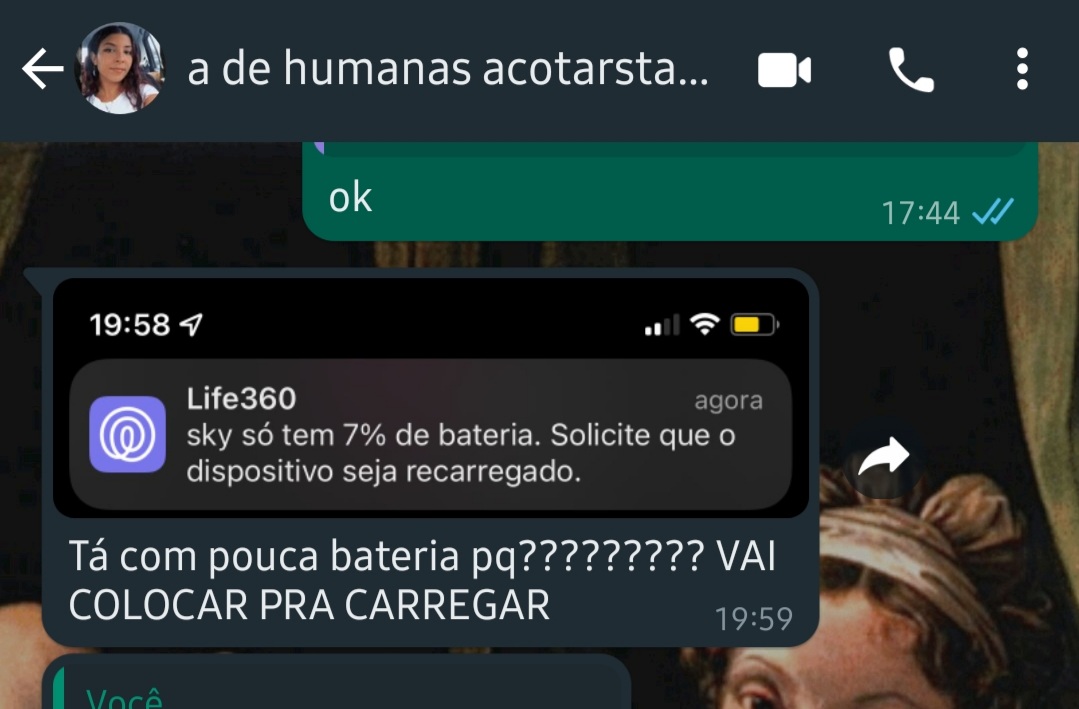 a de humanas acotarsta...
ok
17:44
19:58
Life360
agora
sky só tem 7% de bateria. Solicite que o
dispositivo seja recarregado.
Tá com pouca bateria pq????????? VAI
COLOCAR PRA CARREGAR
19:59
Você